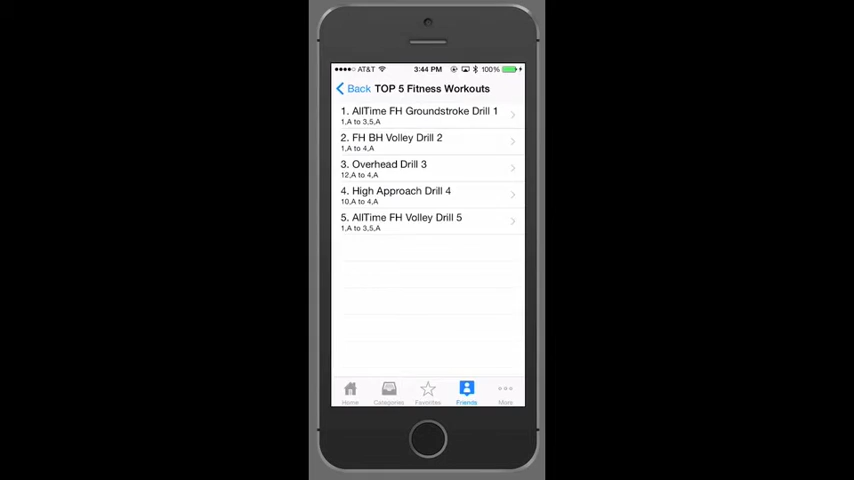 AT&T 3:44 PM 100%
Back TOP 5 Fitness Workouts
1. AllTime FH Groundstroke Drill 1
1,A to 3,5,A
2. FH BH Volley Drill 2
1,A to 4,A
3. Overhead Drill 3
12,A to 4,A
4. High Approach Drill 4
10,A to 4,A
5. AllTime FH Volley Drill 5
1,A to 3,5,A
Home Categories Favorites Friends More